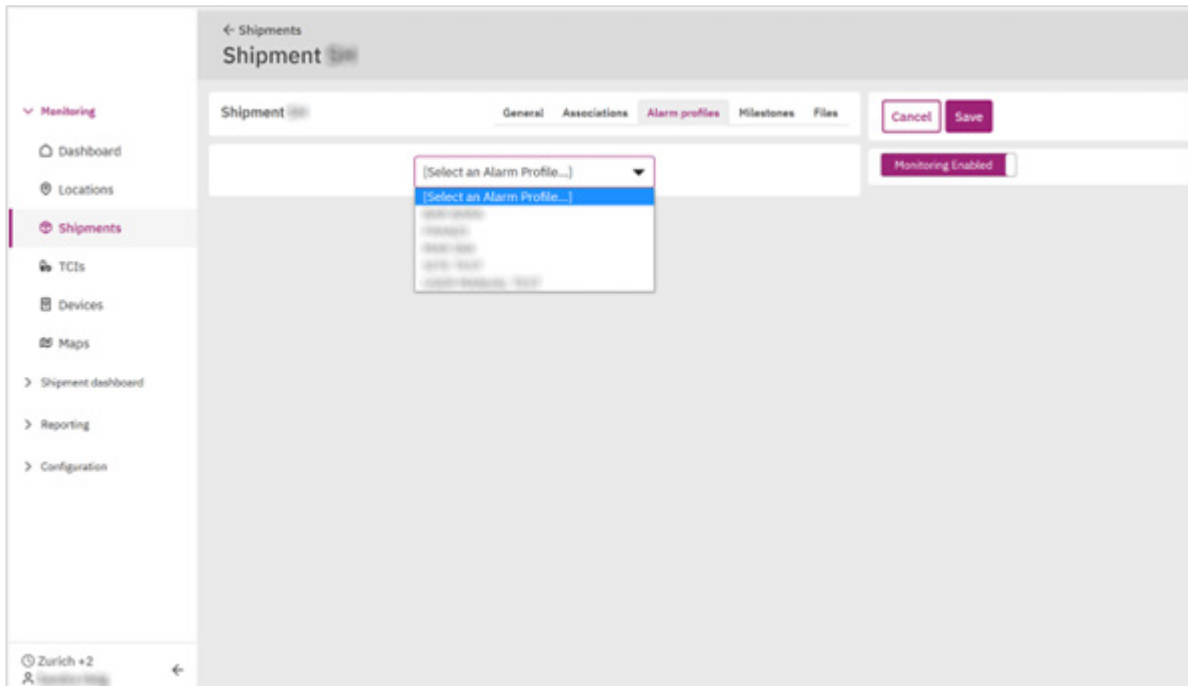 Shipments
Shipment
Monitoring
Dashboard
Locations
Shipments
TCIs
Devices
Maps
Shipment dashboard
Reporting
Configuration
Zurich +2
Shipment
General Associations Alarm profiles Milestones Files
[Select an Alarm Profile...]
[Select an Alarm Profile...]
Cancel Save
Monitoring Enabled